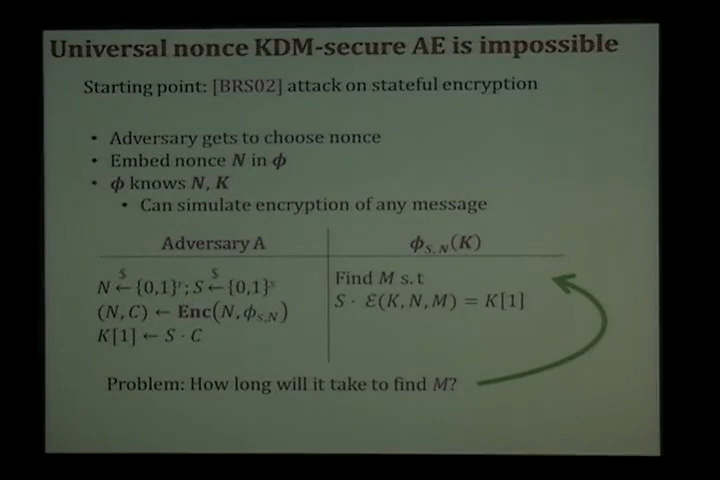 Universal nonce KDM-secure AE is impossible
Starting point: [BRS02] attack on stateful encryption
• Adversary gets to choose nonce
• Embed nonce N in ϕ
• ϕ knows N, K
• Can simulate encryption of any message
Adversary A
ϕ_{S,N}(K)
N ←$ {0,1}^r; S ←$ {0,1}^s
(N, C) ← Enc(N, ϕ_{S,N})
K[1] ← S · C
Find M s.t
S · ℰ(K, N, M) = K[1]
Problem: How long will it take to find M?